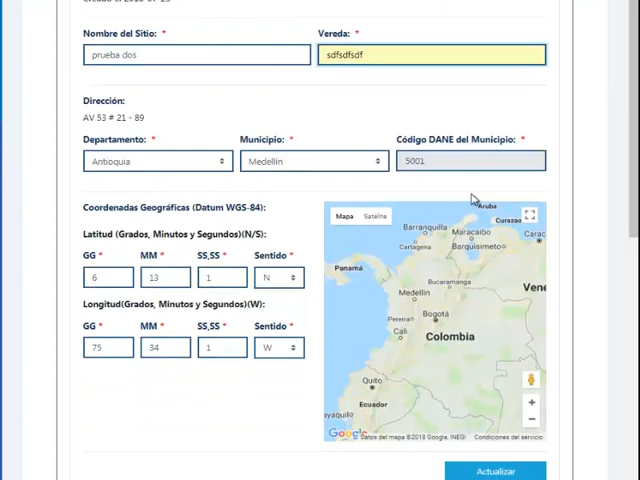 Nombre del Sitio: * Vereda: *
prueba dos sdfsdfsdf
Dirección:
AV 53 # 21 - 89
Departamento: * Municipio: * Código DANE del Municipio: *
Antioquia Medellín 5001
Coordenadas Geográficas (Datum WGS-84):
Latitud (Grados, Minutos y Segundos)(N/S):
GG * MM * SS,SS * Sentido *
6 13 1 N
Longitud(Grados, Minutos y Segundos)(W):
GG * MM * SS,SS * Sentido *
75 34 1 W
Mapa Satélite
Aruba
Curazao
Barranquilla Maracaibo Carac
Cartagena Barquisimeto
Panamá
Bucaramanga Vene
Medellín
Pereira Bogotá
Cali Colombia
Quito
Ecuador
ayaquil
Google Datos del mapa ©2018 Google, INEGI Condiciones del servicio
Actualizar